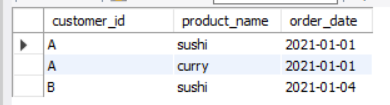 customer_id product_name order_date
A sushi 2021-01-01
A curry 2021-01-01
B sushi 2021-01-04